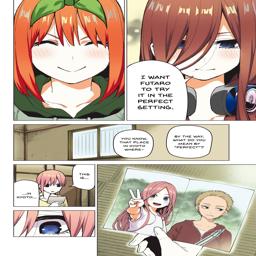 I WANT
FUTARO
TO TRY
IT IN THE
PERFECT
SETTING.
BY THE WAY,
WHAT DO YOU
MEAN BY
"PERFECT"?
YOU KNOW,
THAT PLACE
IN KYOTO
WHERE-
THIS
IS...
...IN
KYOTO...